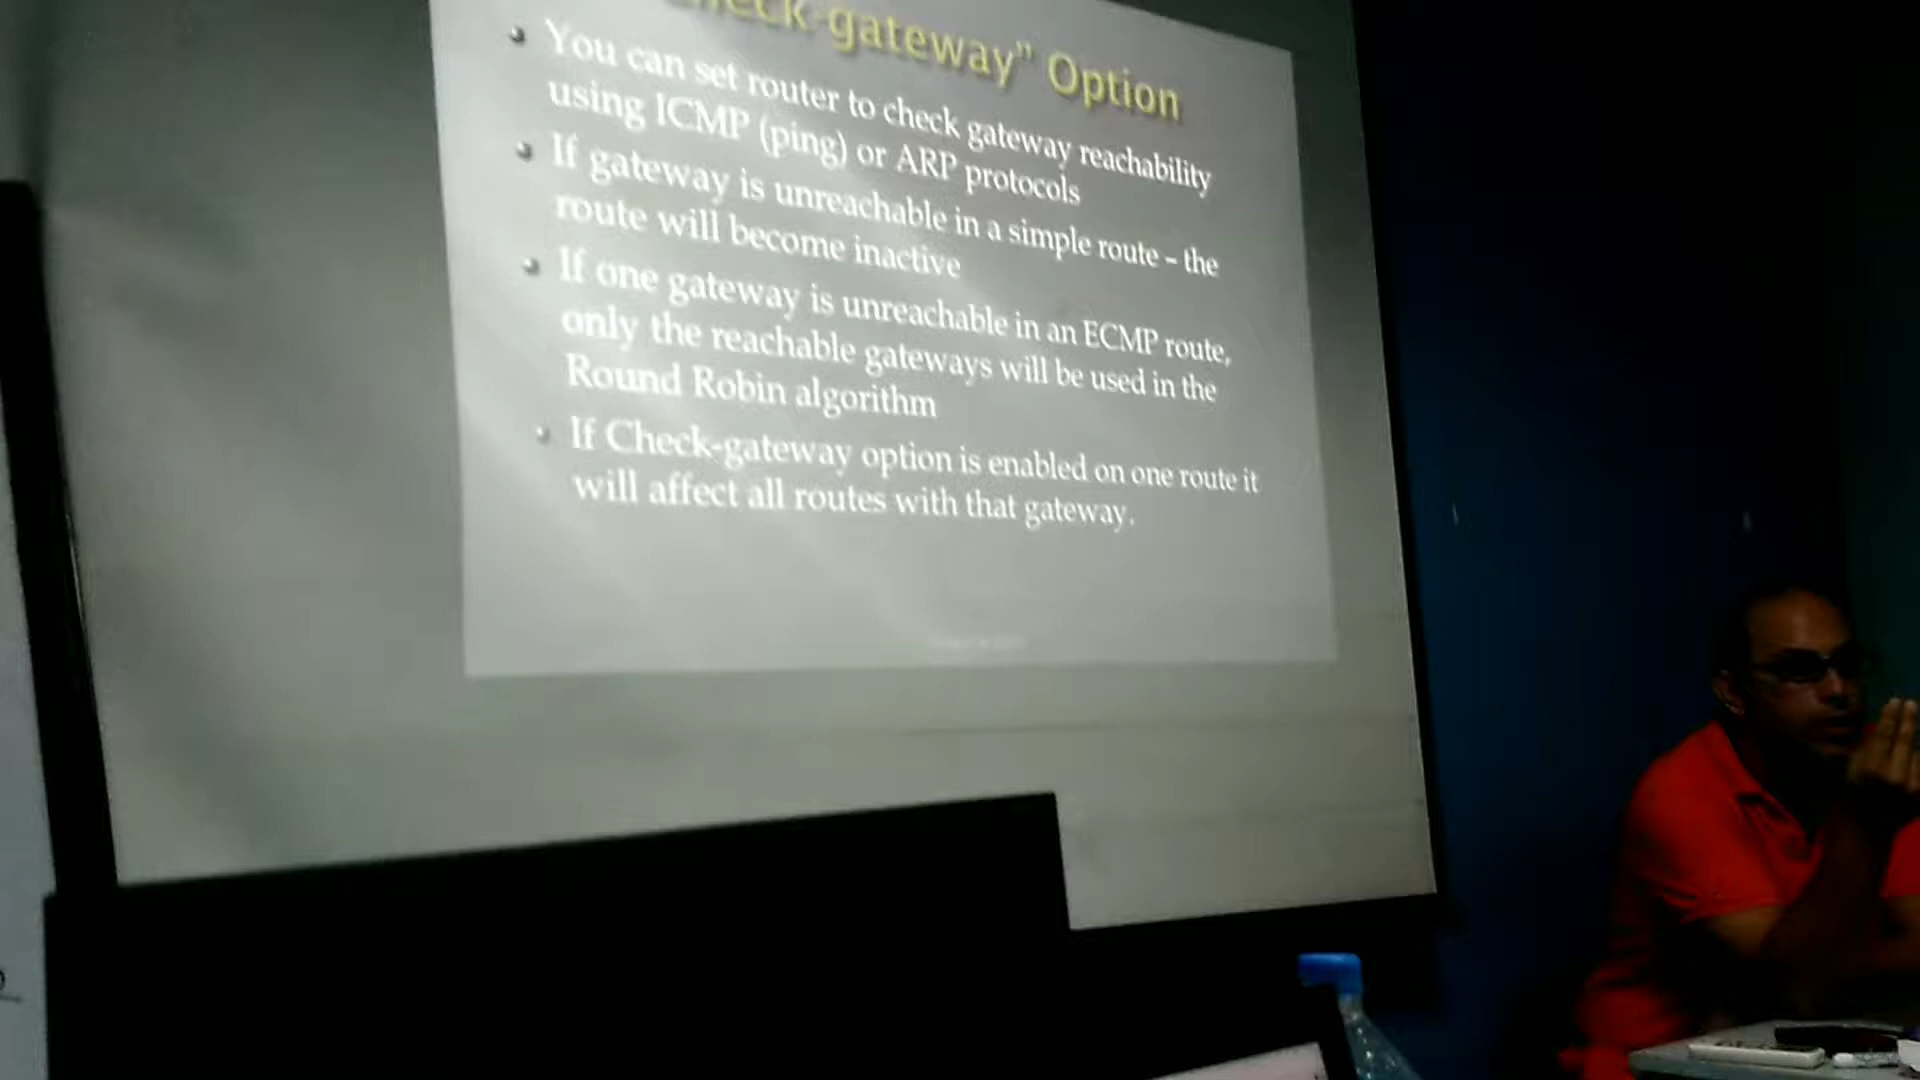 gateway” Option
You can set router to check gateway reachability
using ICMP (ping) or ARP protocols
If gateway is unreachable in a simple route – the
route will become inactive
If one gateway is unreachable in an ECMP route,
only the reachable gateways will be used in the
Round Robin algorithm
If Check-gateway option is enabled on one route it
will affect all routes with that gateway.